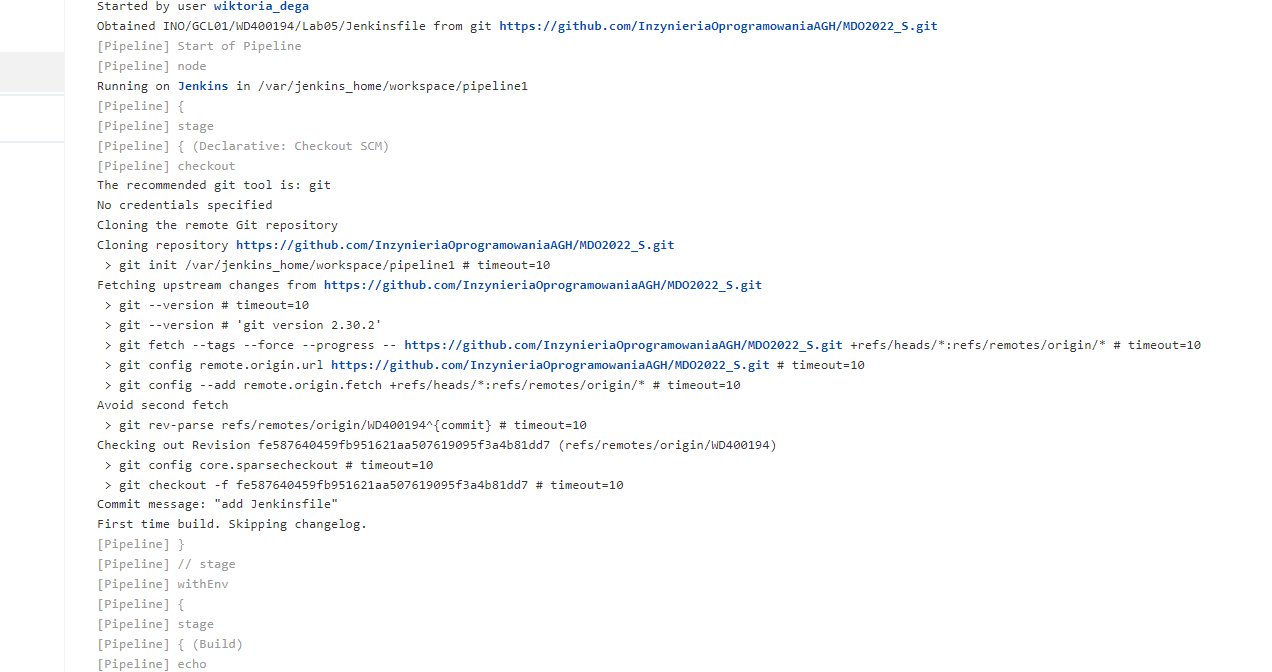 Started by user wiktoria_dega
Obtained INO/GCL01/WD400194/Lab05/Jenkinsfile from git https://github.com/InzynieriaOprogramowaniaAGH/MDO2022_S.git
[Pipeline] Start of Pipeline
[Pipeline] node
Running on Jenkins in /var/jenkins_home/workspace/pipeline1
[Pipeline] {
[Pipeline] stage
[Pipeline] { (Declarative: Checkout SCM)
[Pipeline] checkout
The recommended git tool is: git
No credentials specified
Cloning the remote Git repository
Cloning repository https://github.com/InzynieriaOprogramowaniaAGH/MDO2022_S.git
 > git init /var/jenkins_home/workspace/pipeline1 # timeout=10
Fetching upstream changes from https://github.com/InzynieriaOprogramowaniaAGH/MDO2022_S.git
 > git --version # timeout=10
 > git --version # 'git version 2.30.2'
 > git fetch --tags --force --progress -- https://github.com/InzynieriaOprogramowaniaAGH/MDO2022_S.git +refs/heads/*:refs/remotes/origin/* # timeout=10
 > git config remote.origin.url https://github.com/InzynieriaOprogramowaniaAGH/MDO2022_S.git # timeout=10
 > git config --add remote.origin.fetch +refs/heads/*:refs/remotes/origin/* # timeout=10
Avoid second fetch
 > git rev-parse refs/remotes/origin/WD400194^{commit} # timeout=10
Checking out Revision fe587640459fb951621aa507619095f3a4b81dd7 (refs/remotes/origin/WD400194)
 > git config core.sparsecheckout # timeout=10
 > git checkout -f fe587640459fb951621aa507619095f3a4b81dd7 # timeout=10
Commit message: "add Jenkinsfile"
First time build. Skipping changelog.
[Pipeline] }
[Pipeline] // stage
[Pipeline] withEnv
[Pipeline] {
[Pipeline] stage
[Pipeline] { (Build)
[Pipeline] echo